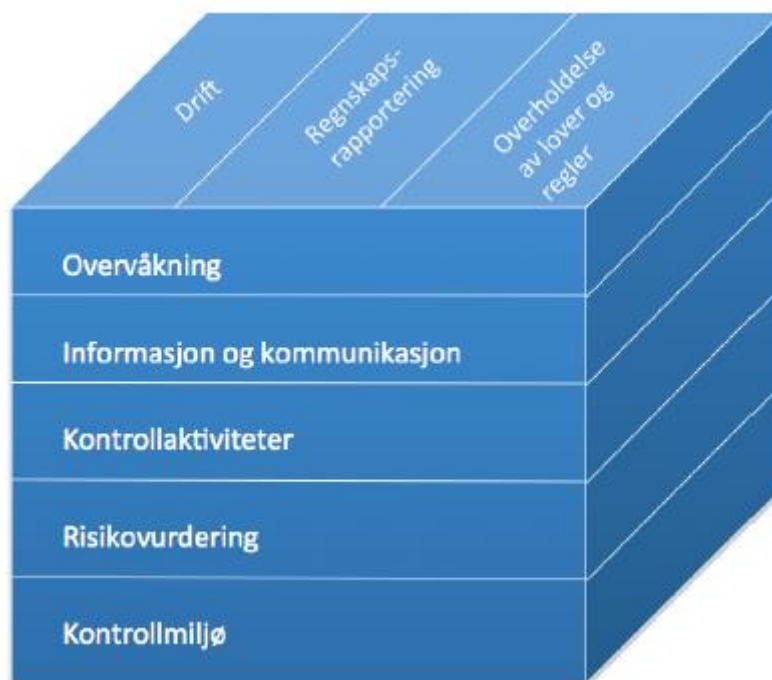 Drift
Regnskaps-
rapportering
Overholdelse
av lover og
regler
Overvåkning
Informasjon og kommunikasjon
Kontrollaktiviteter
Risikovurdering
Kontrollmiljø